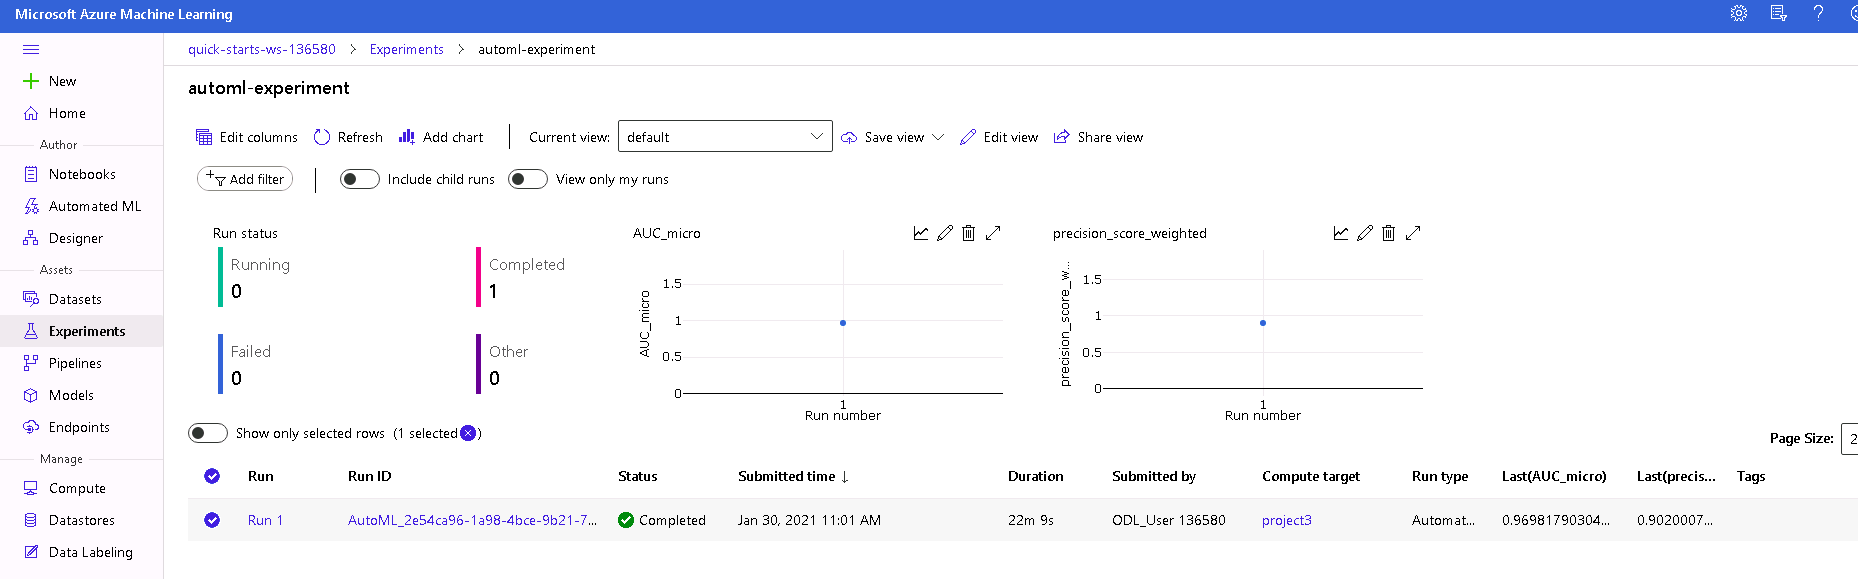 Microsoft Azure Machine Learning
quick-starts-ws-136580 > Experiments > automl-experiment
New
Home
Author
Notebooks
Automated ML
Designer
Assets
Datasets
Experiments
Pipelines
Models
Endpoints
Manage
Compute
Datastores
Data Labeling
automl-experiment
Edit columns Refresh Add chart Current view: default Save view Edit view Share view
Add filter Include child runs View only my runs
Run status
Running
0
Completed
1
Failed
0
Other
0
AUC_micro
AUC_micro
1.5
1
0.5
0
1
Run number
precision_score_weighted
precision_score_w...
1.5
1
0.5
0
1
Run number
Show only selected rows (1 selected )
Page Size: 2
Run Run ID Status Submitted time ↓ Duration Submitted by Compute target Run type Last(AUC_micro) Last(precis... Tags
Run 1 AutoML_2e54ca96-1a98-4bce-9b21-7... Completed Jan 30, 2021 11:01 AM 22m 9s ODL_User 136580 project3 Automat... 0.96981790304... 0.9020007...